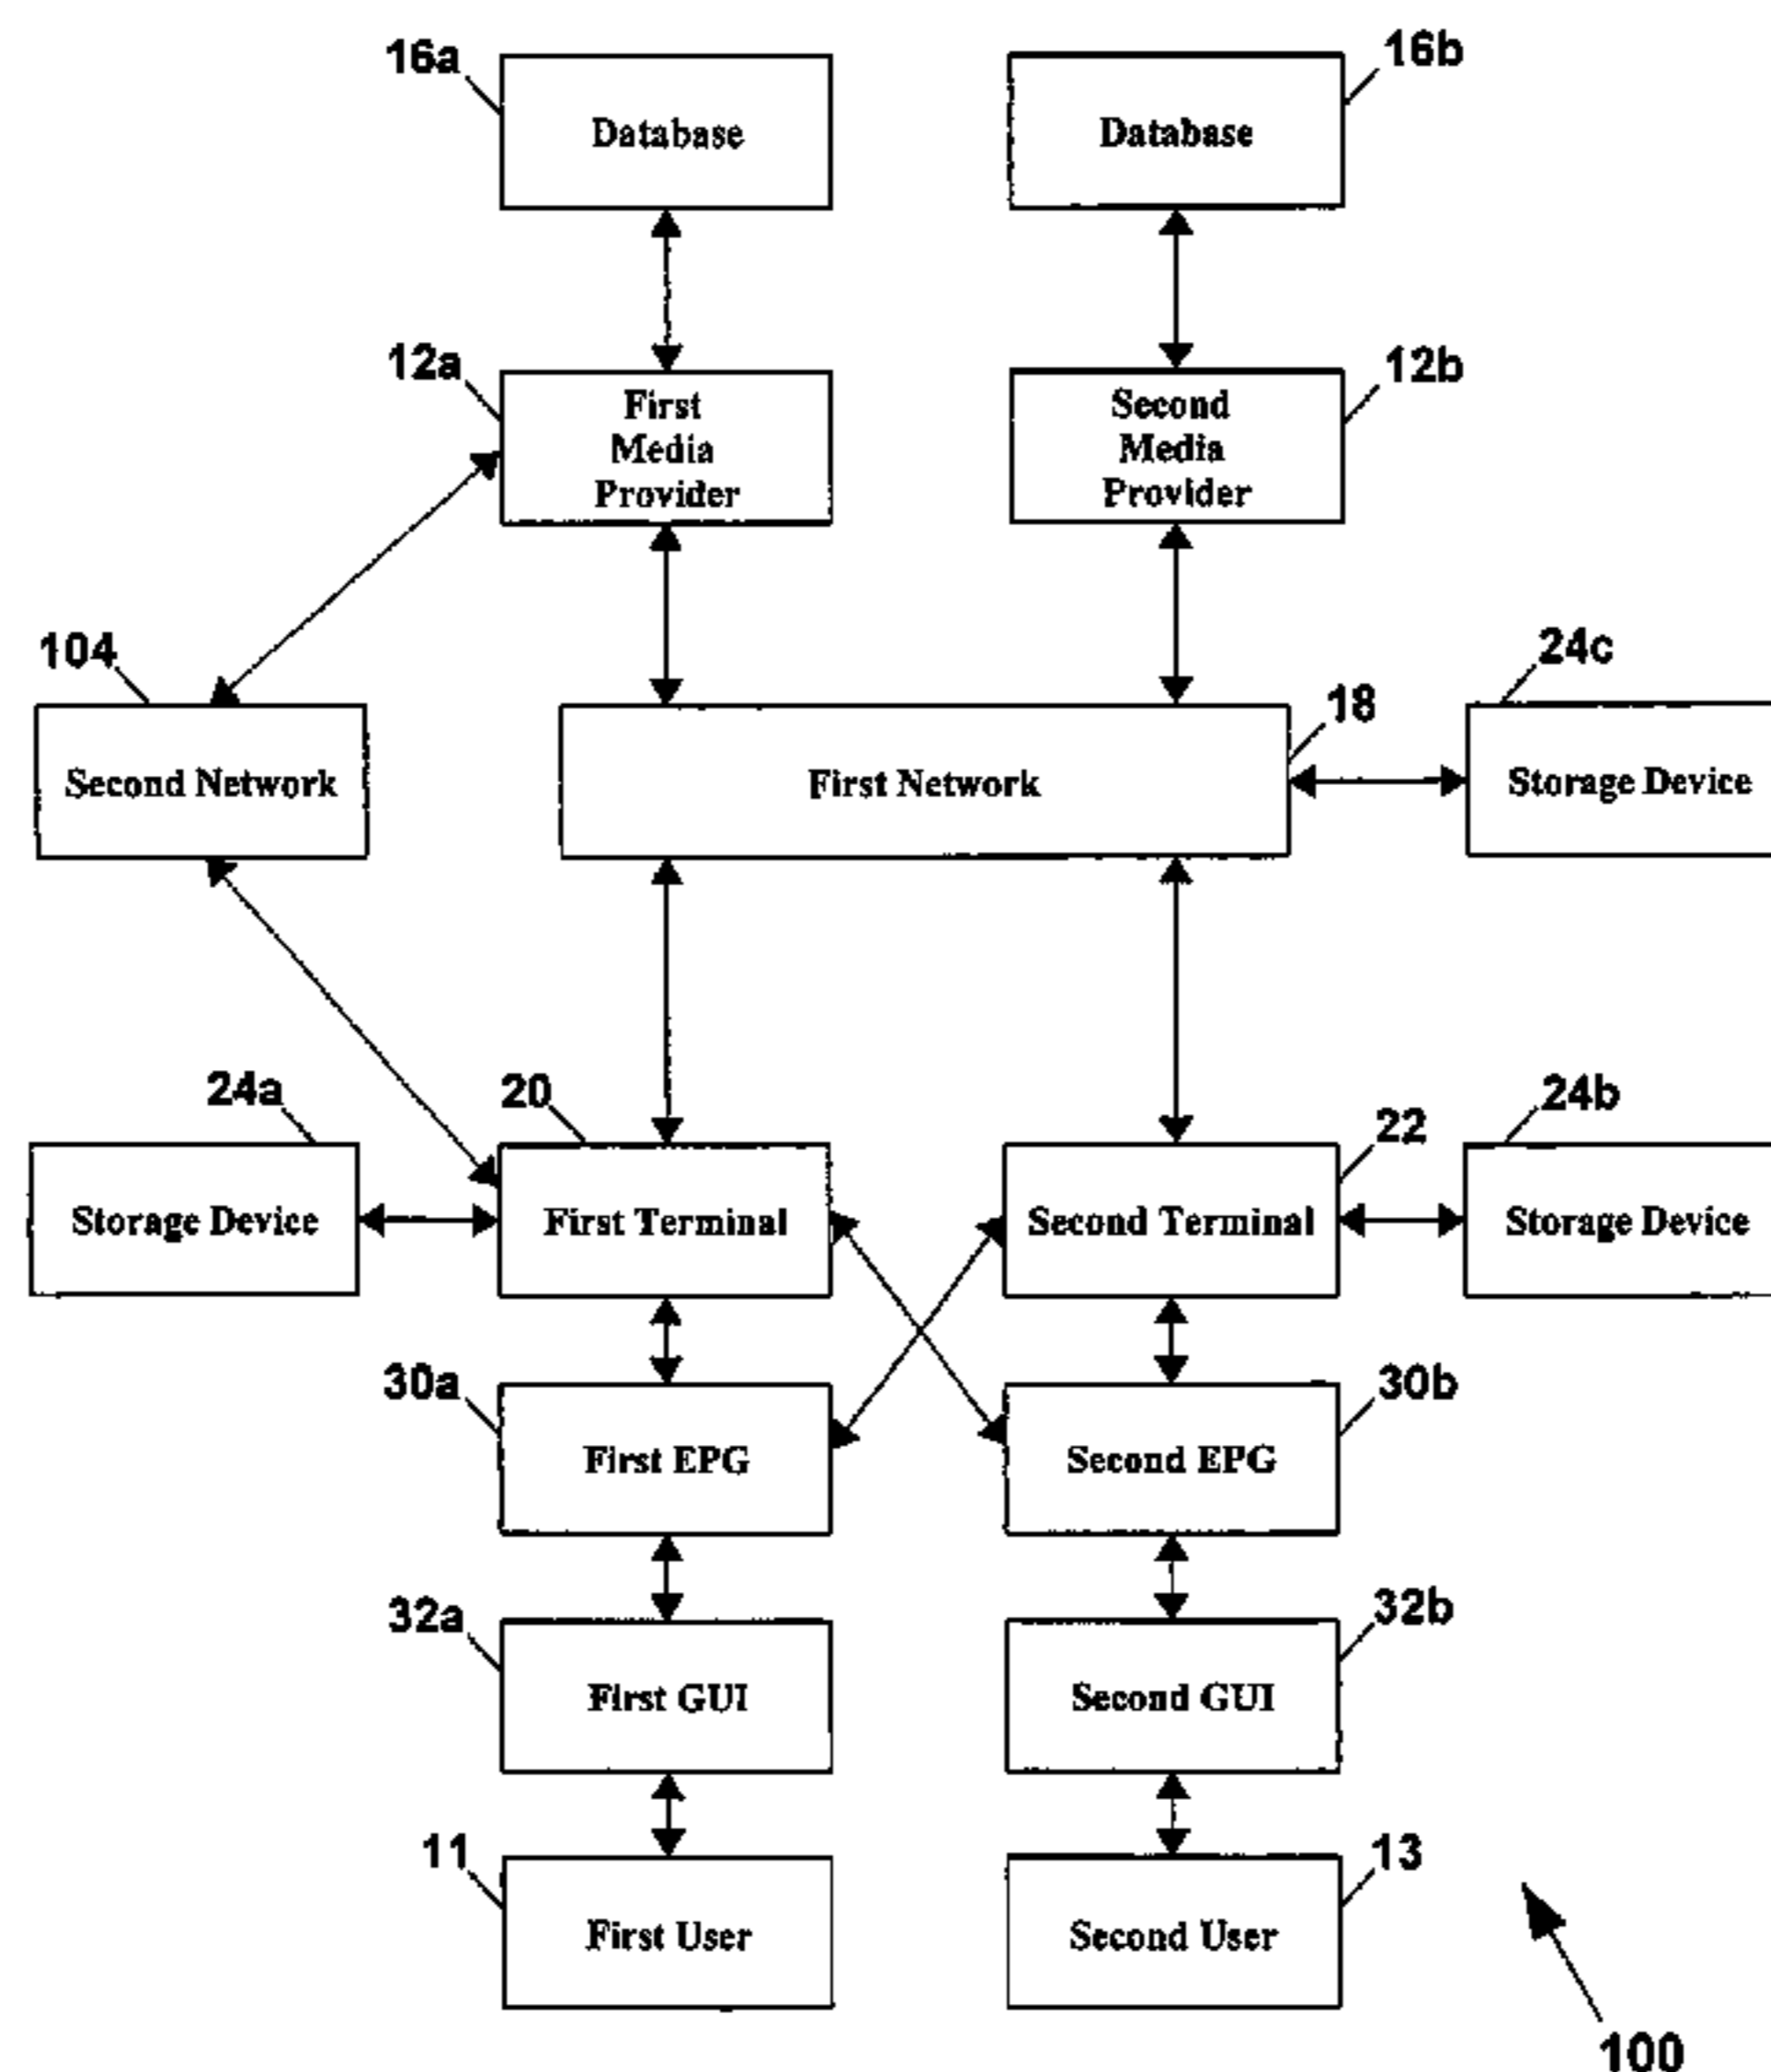 16a
16b
Database
Database
12a
12b
First
Media
Provider
Second
Media
Provider
104
24c
18
Second Network
First Network
Storage Device
24a
20
22
24b
Storage Device
First Terminal
Second Terminal
Storage Device
30a
30b
First EPG
Second EPG
32a
32b
First GUI
Second GUI
11
13
First User
Second User
100